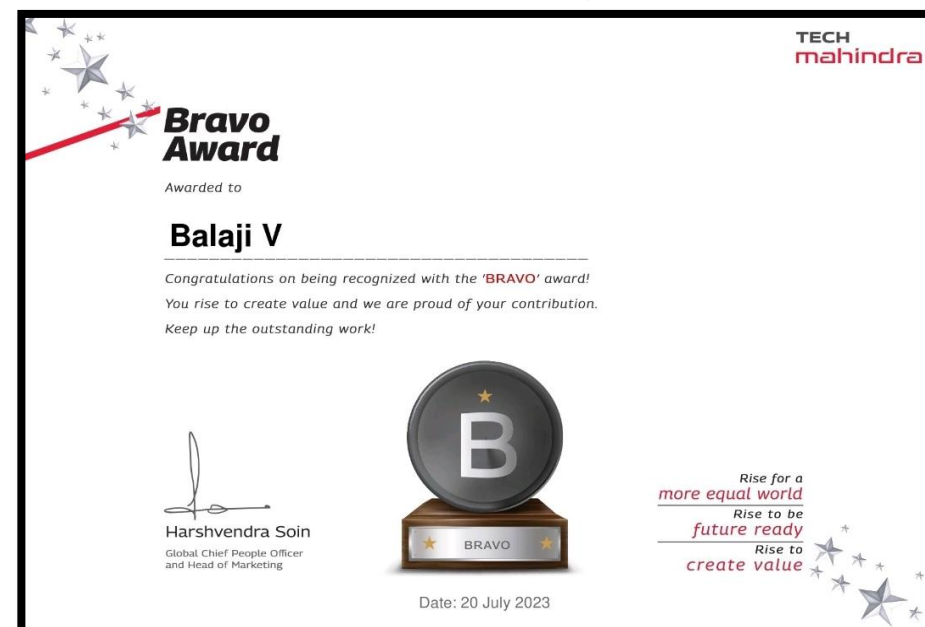 TECH
mahindra
Bravo
Award
Awarded to
Balaji V
Congratulations on being recognized with the 'BRAVO' award!
You rise to create value and we are proud of your contribution.
Keep up the outstanding work!
B
BRAVO
Harshvendra Soin
Global Chief People Officer
and Head of Marketing
Rise for a
more equal world
Rise to be
future ready
Rise to
create value
Date: 20 July 2023